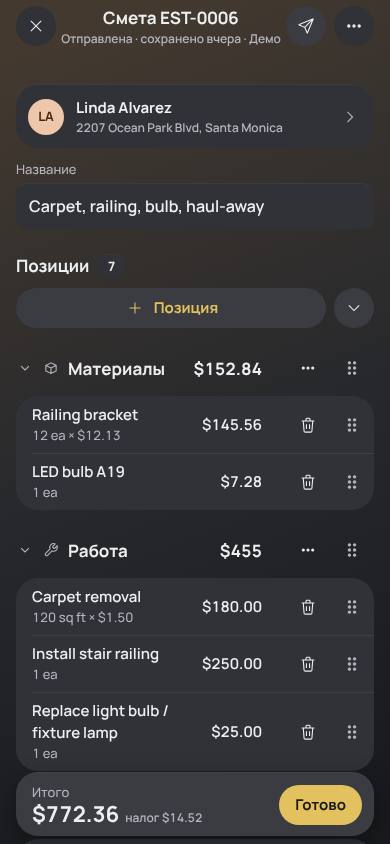 Смета EST-0006
Отправлена · сохранено вчера · Демо
LA
Linda Alvarez
2207 Ocean Park Blvd, Santa Monica
Название
Carpet, railing, bulb, haul-away
Позиции 7
+ Позиция
Материалы $152.84
Railing bracket
12 ea × $12.13
$145.56
LED bulb A19
1 ea
$7.28
Работа $455
Carpet removal
120 sq ft × $1.50
$180.00
Install stair railing
1 ea
$250.00
Replace light bulb /
fixture lamp
1 ea
$25.00
Итого
$772.36 налог $14.52
Готово